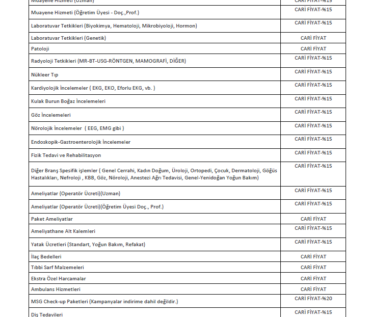 Muayene Hizmeti (Uzman) CARİ FİYAT-%15
Muayene Hizmeti (Öğretim Üyesi - Doç.,Prof.) CARİ FİYAT-%15
Laboratuvar Tetkikleri (Biyokimya, Hematoloji, Mikrobiyoloji, Hormon) CARİ FİYAT-%15
Laboratuvar Tetkikleri (Genetik) CARİ FİYAT
Patoloji CARİ FİYAT
Radyoloji Tetkikleri (MR-BT-USG-RÖNTGEN, MAMOGRAFİ, DİĞER) CARİ FİYAT-%15
Nükleer Tıp CARİ FİYAT-%15
Kardiyolojik İncelemeler ( EKG, EKO, Eforlu EKG, vb. ) CARİ FİYAT-%15
Kulak Burun Boğaz İncelemeleri CARİ FİYAT-%15
Göz İncelemeleri CARİ FİYAT-%15
Nörolojik İncelemeler ( EEG, EMG gibi ) CARİ FİYAT-%15
Endoskopik-Gastroenterolojik İncelemeler CARİ FİYAT-%15
Fizik Tedavi ve Rehabilitasyon CARİ FİYAT-%15
Diğer Branş Spesifik İşlemler ( Genel Cerrahi, Kadın Doğum, Üroloji, Ortopedi, Çocuk, Dermatoloji, Göğüs CARİ FİYAT-%15
Hastalıkları, Nefroloji , KBB, Göz, Nöroloji, Anestezi Ağrı Tedavisi, Genel-Yenidoğan Yoğun Bakım)
Ameliyatlar (Operatör Ücreti)(Uzman) CARİ FİYAT-%15
Ameliyatlar (Operatör Ücreti)(Öğretim Üyesi Doç., Prof.) CARİ FİYAT-%15
Paket Ameliyatlar CARİ FİYAT
Ameliyathane Alt Kalemleri CARİ FİYAT-%15
Yatak Ücretleri (Standart, Yoğun Bakım, Refakat) CARİ FİYAT-%15
İlaç Bedelleri CARİ FİYAT
Tıbbi Sarf Malzemeleri CARİ FİYAT
Ekstra Özel Harcamalar CARİ FİYAT
Ambulans Hizmetleri CARİ FİYAT
MSG Check-up Paketleri (Kampanyalar indirime dahil değildir.) CARİ FİYAT-%20
Diş Tedavileri CARİ FİYAT-%15